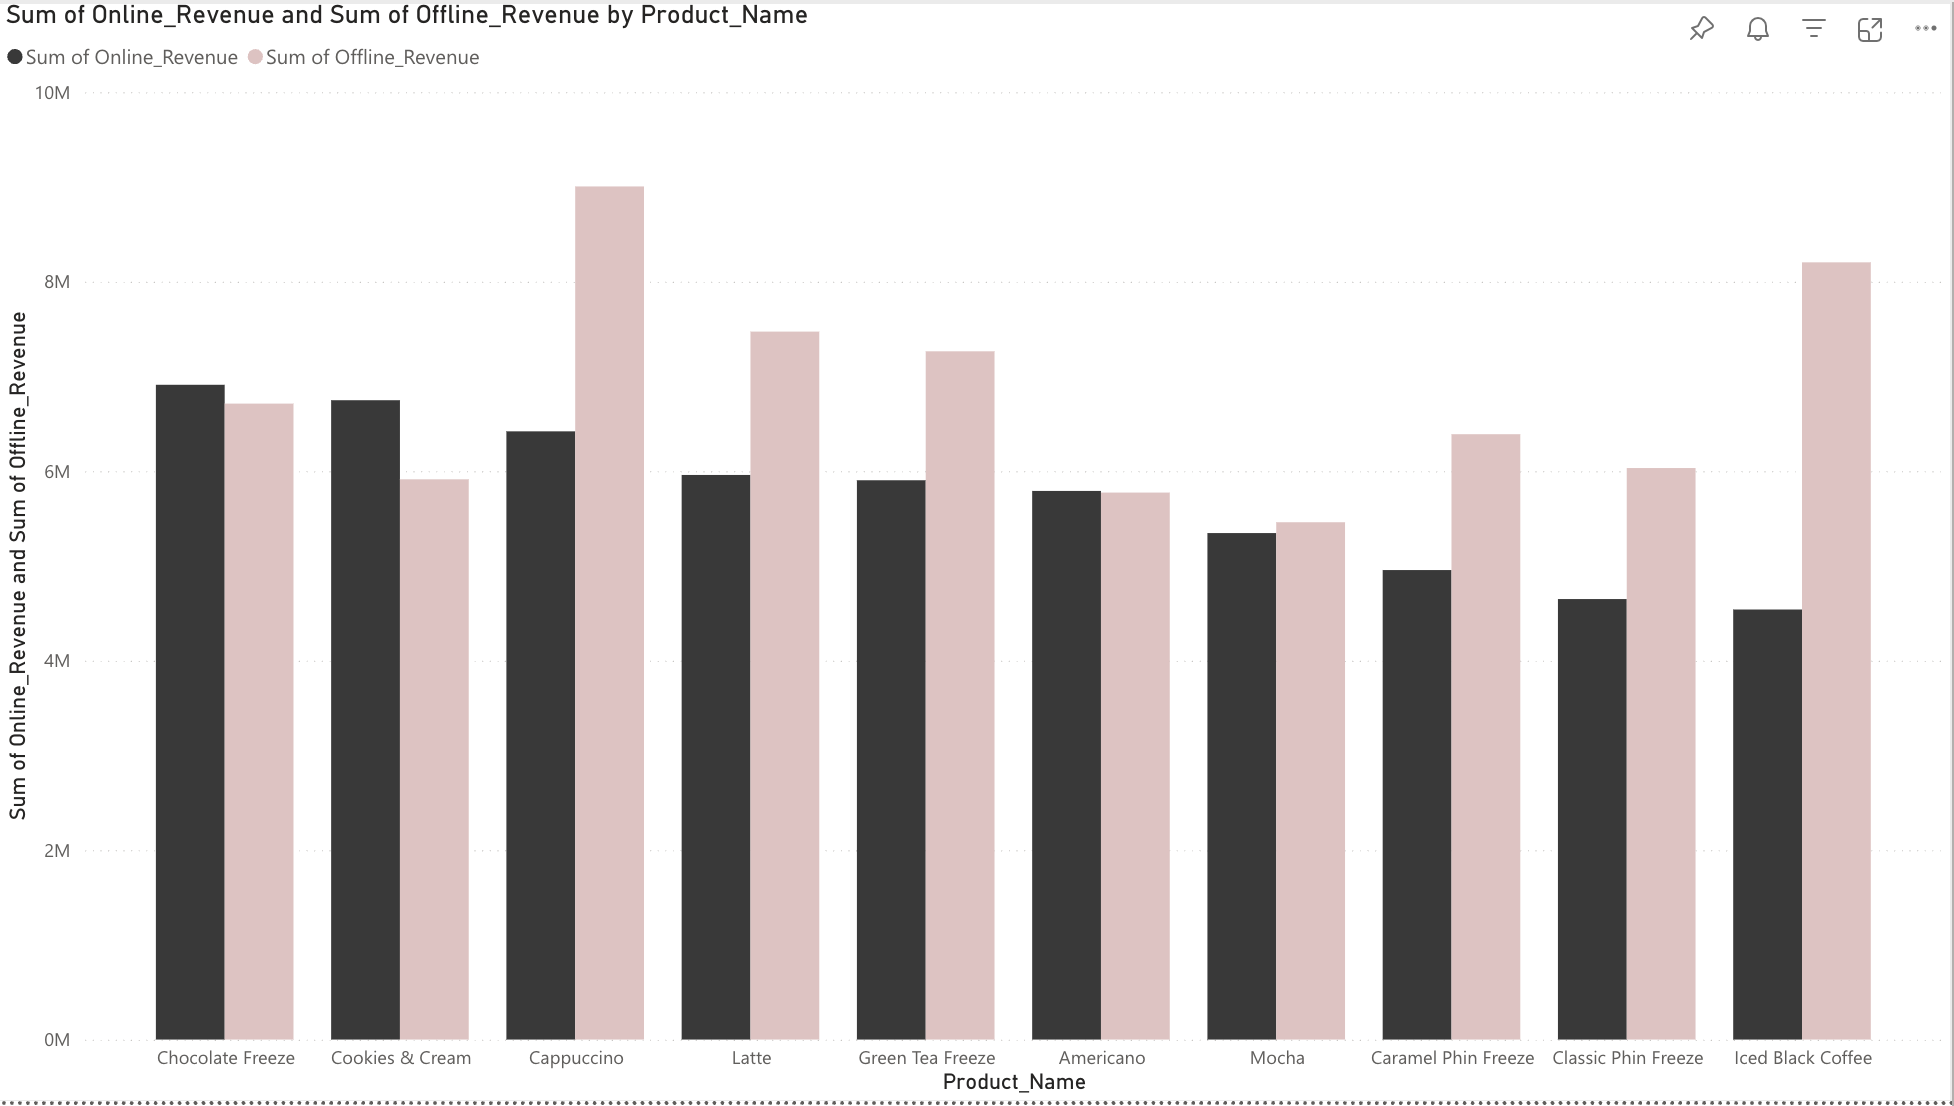 Sum of Online_Revenue and Sum of Offline_Revenue by Product_Name
Sum of Online_Revenue Sum of Offline_Revenue
10M
8M
6M
4M
2M
0M
Sum of Online_Revenue and Sum of Offline_Revenue
Chocolate Freeze Cookies & Cream Cappuccino Latte Green Tea Freeze Americano Mocha Caramel Phin Freeze Classic Phin Freeze Iced Black Coffee
Product_Name